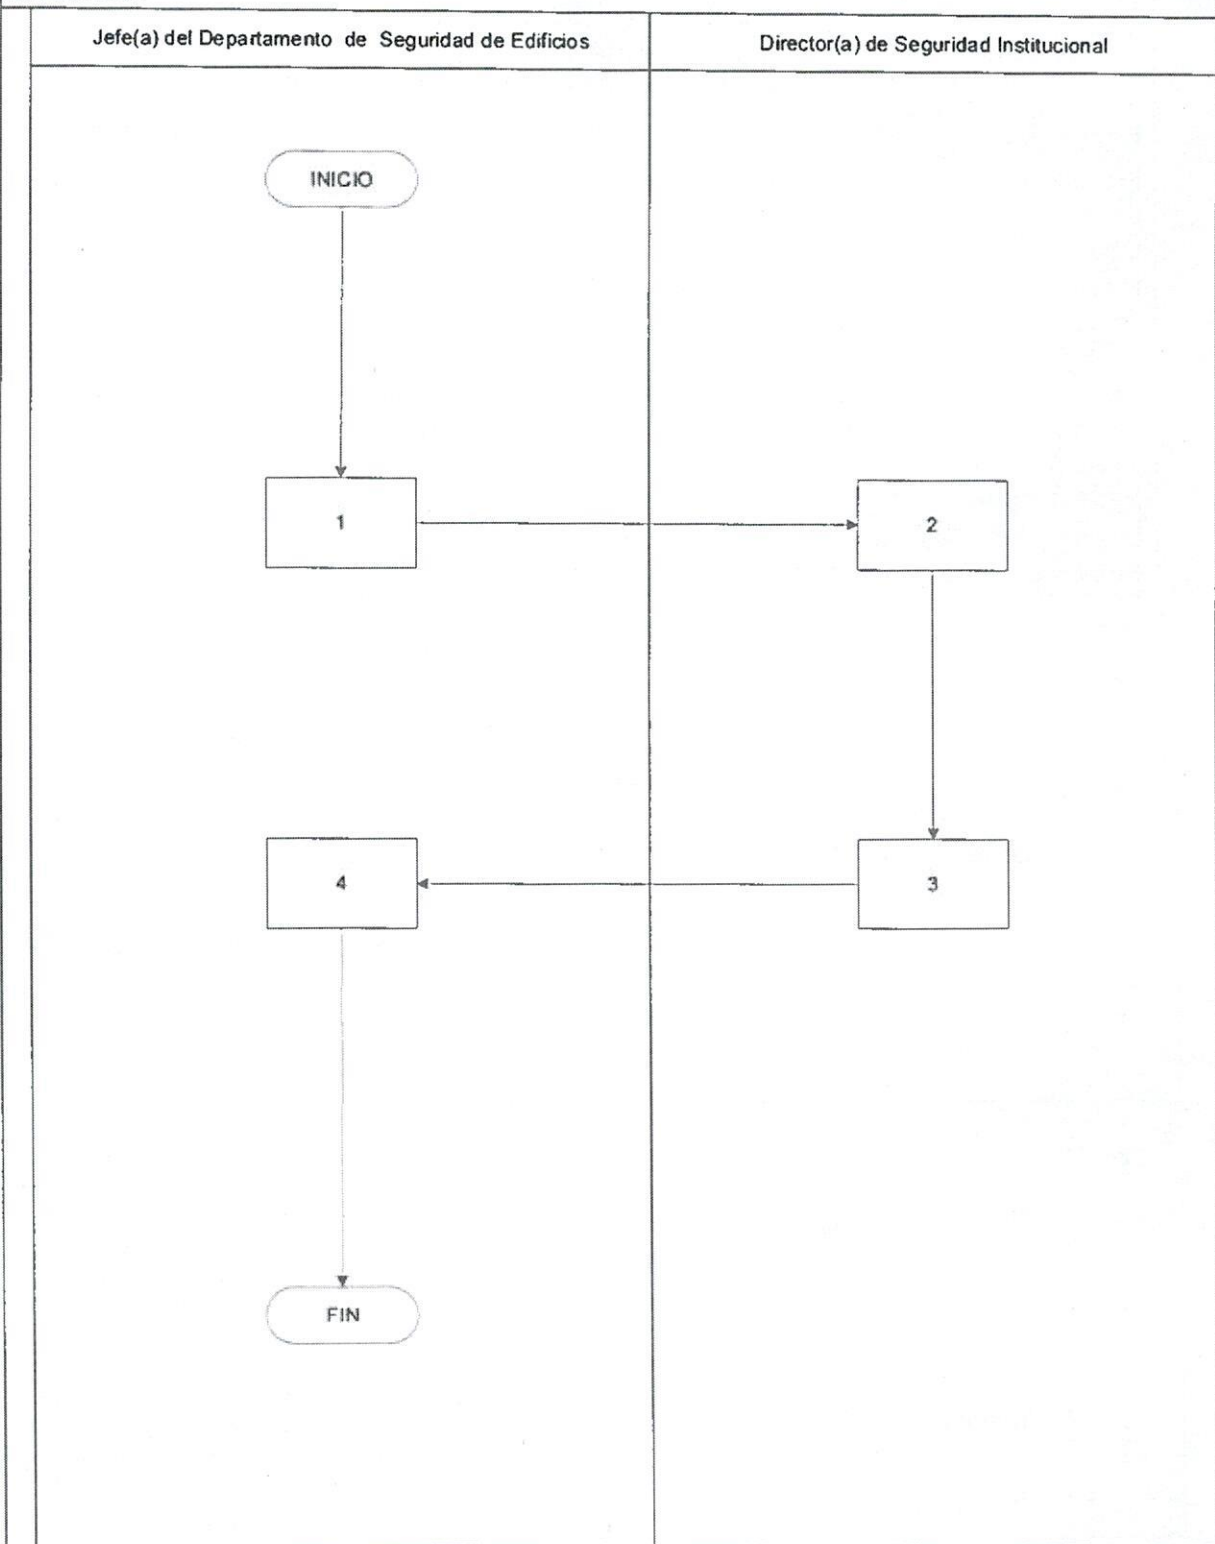 Jefe(a) del Departamento de Seguridad de Edificios
Director(a) de Seguridad Institucional
INICIO
1
2
4
3
FIN